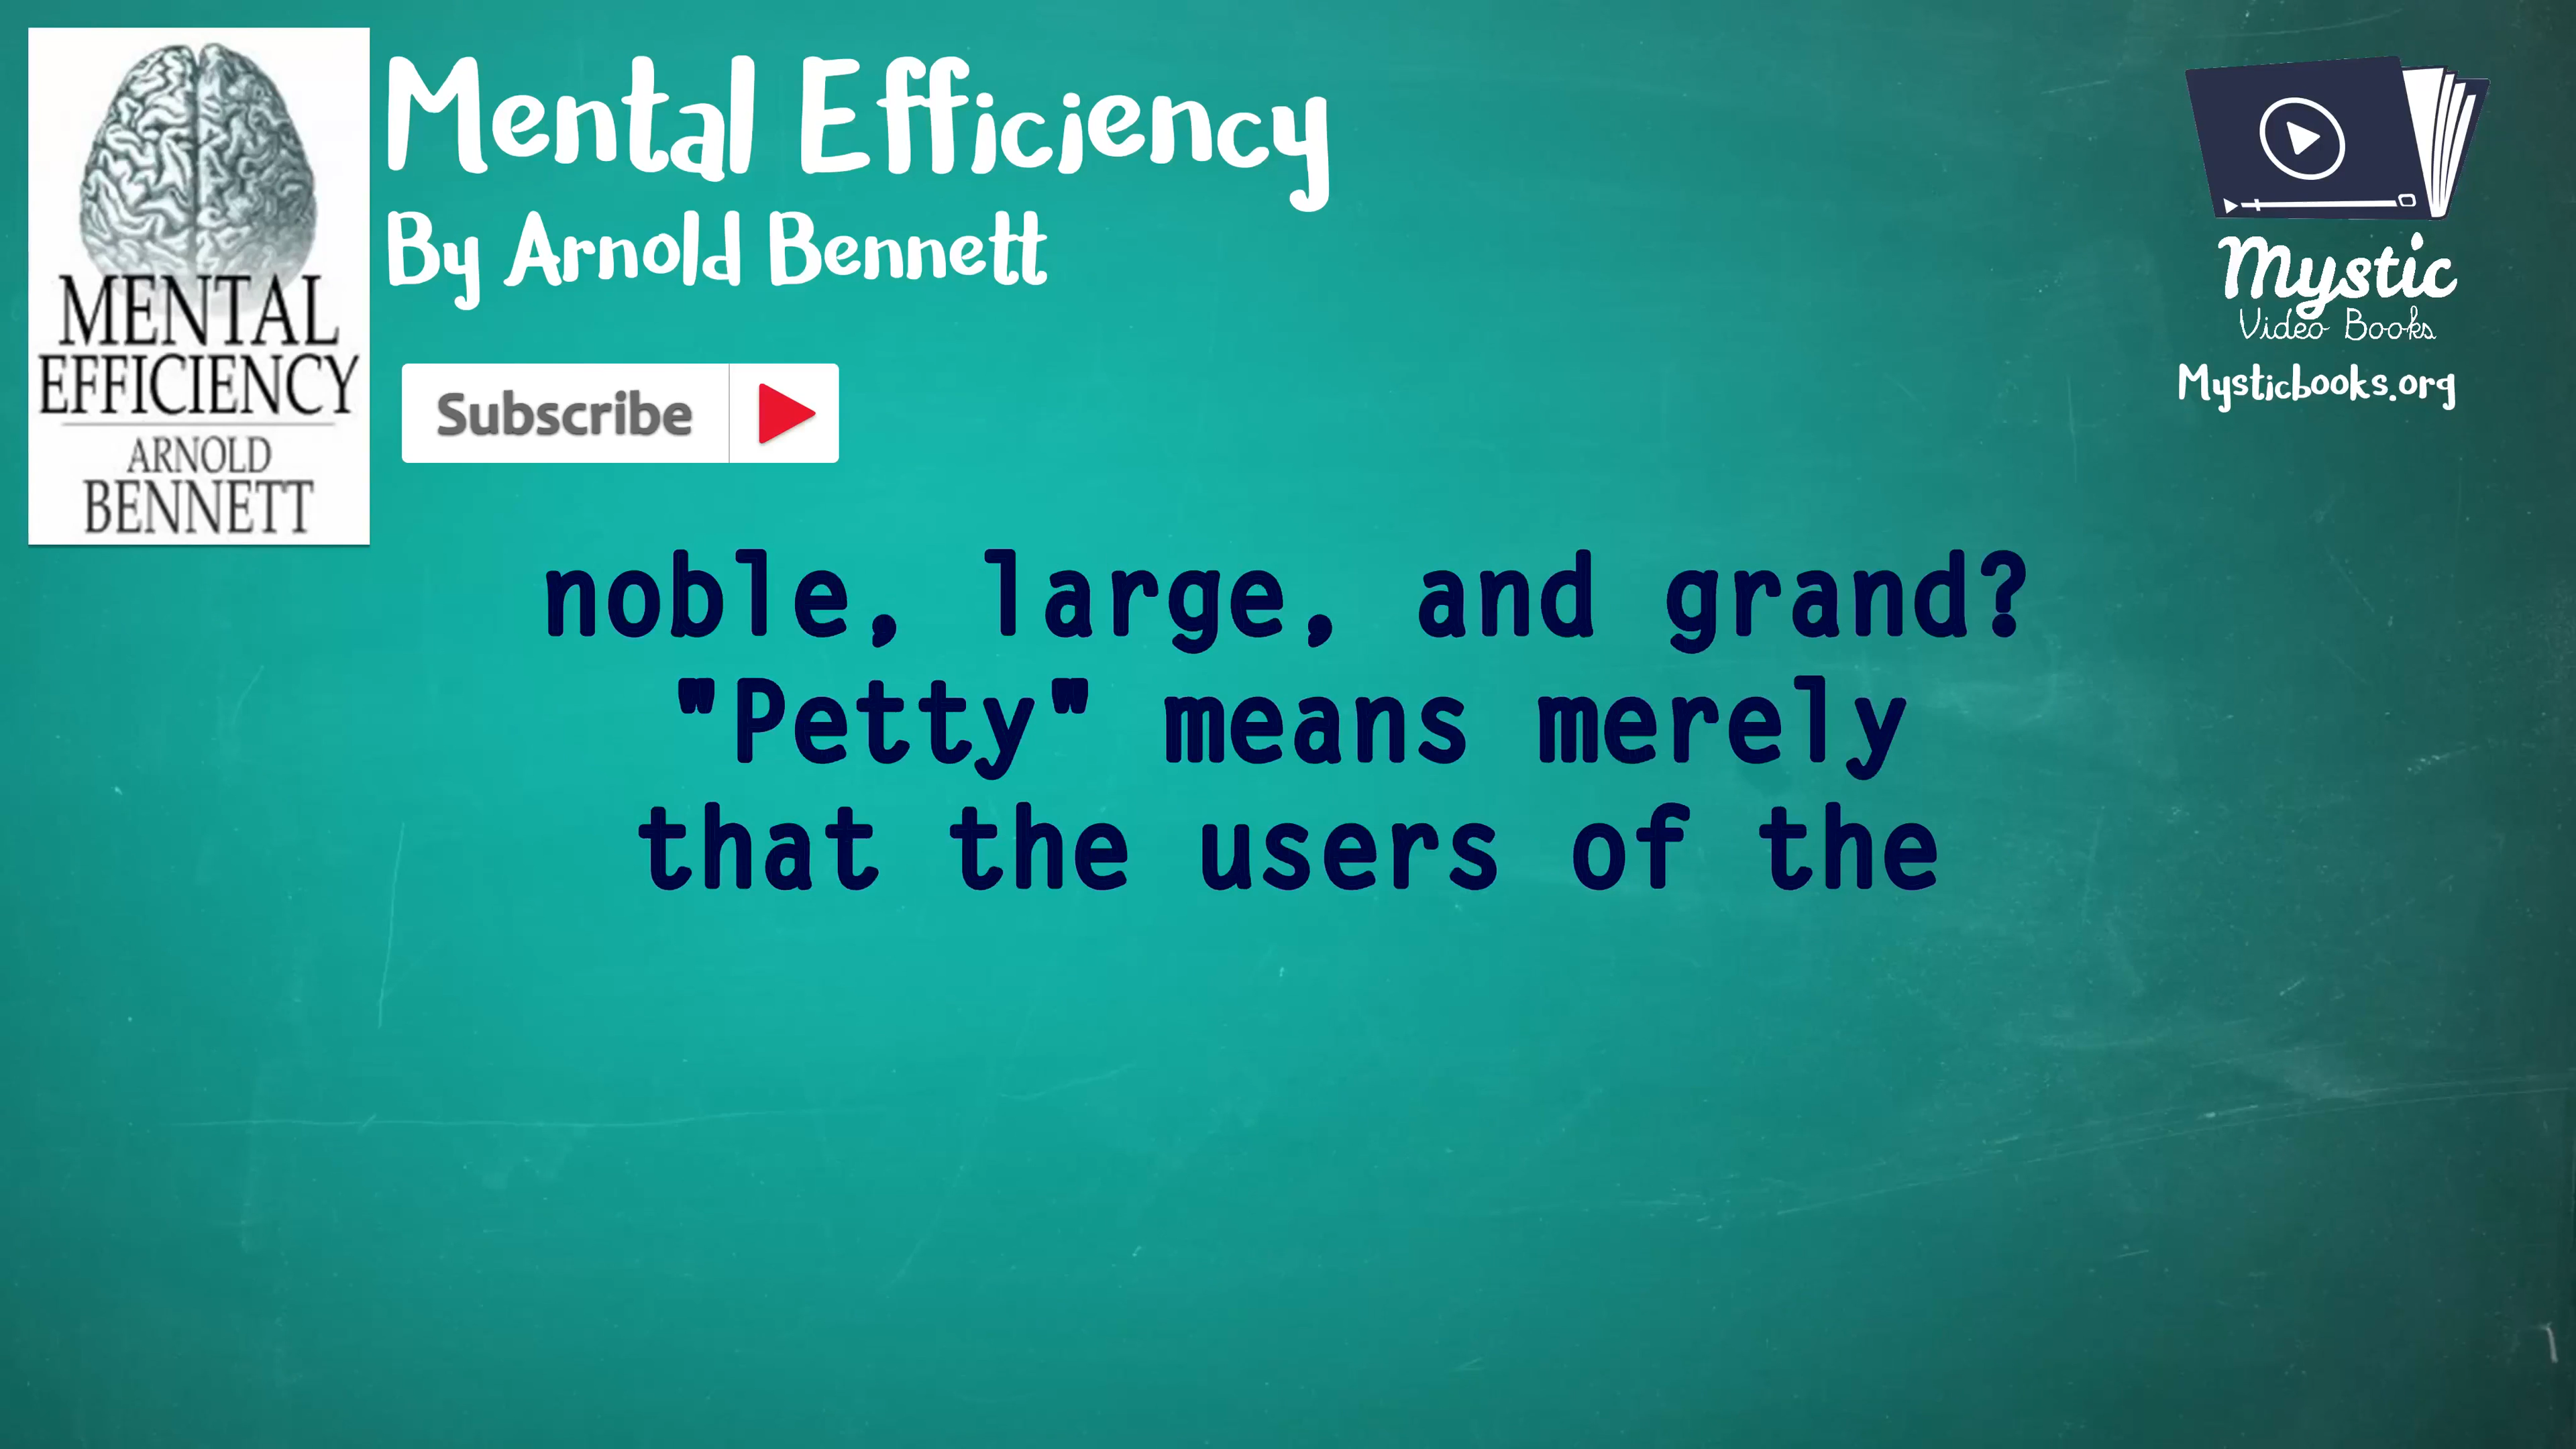 MENTAL
EFFICIENCY
ARNOLD
BENNETT
Mental Efficiency
By Arnold Bennett
Subscribe
Mystic
Video Books
Mysticbooks.org
noble, large, and grand?
"Petty" means merely
that the users of the